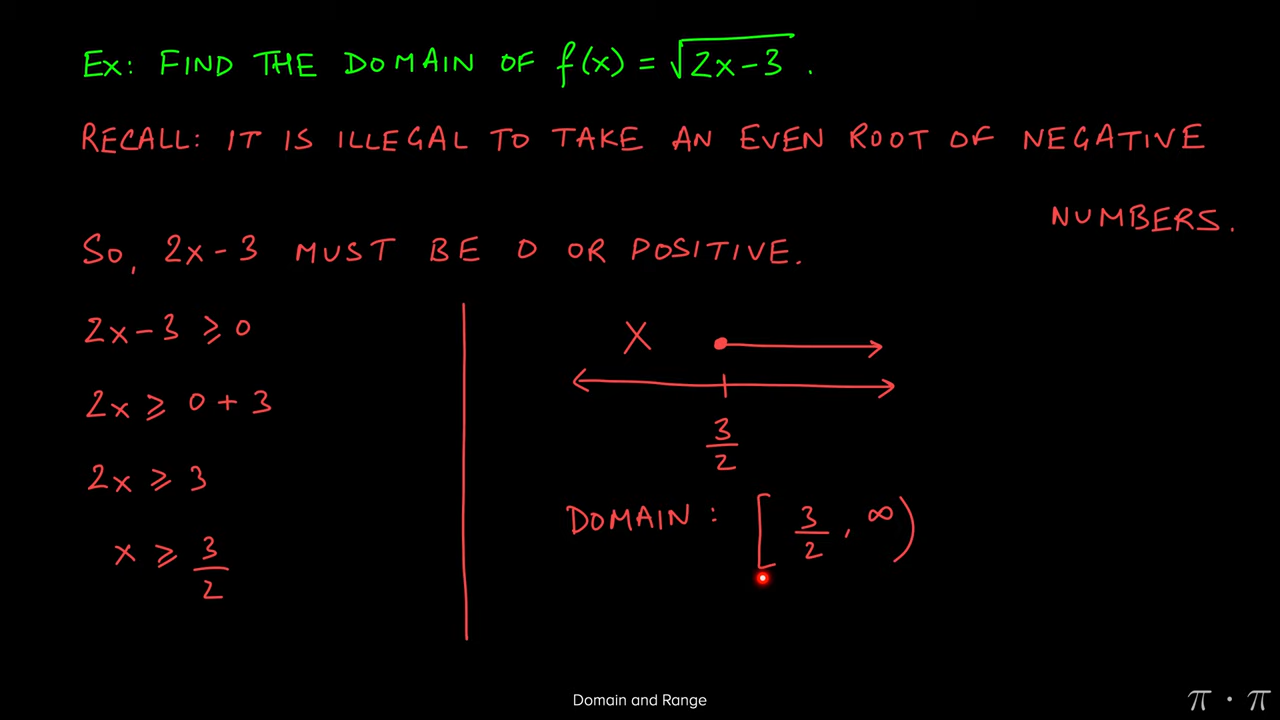 Ex: FIND THE DOMAIN OF f(x) = √2x-3 .
RECALL: IT IS ILLEGAL TO TAKE AN EVEN ROOT OF NEGATIVE
NUMBERS.
So, 2x-3 MUST BE 0 OR POSITIVE.
2x-3 ⩾ 0
2x ⩾ 0 + 3
2x ⩾ 3
x ⩾ 3/2
X
3/2
DOMAIN: [3/2, ∞)
Domain and Range
π · π